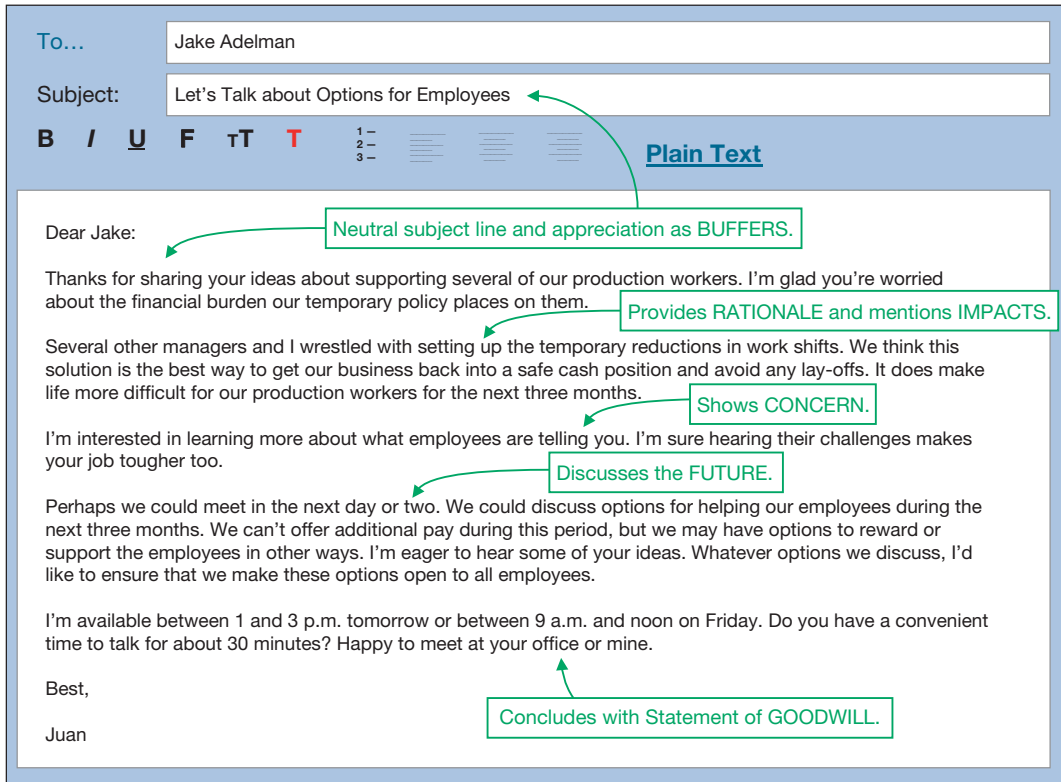 To…
Jake Adelman
Subject:
Let's Talk about Options for Employees
B I U F TT T 1 – 2 – 3 – Plain Text
Dear Jake:
Neutral subject line and appreciation as BUFFERS.
Thanks for sharing your ideas about supporting several of our production workers. I'm glad you're worried
about the financial burden our temporary policy places on them.
Provides RATIONALE and mentions IMPACTS.
Several other managers and I wrestled with setting up the temporary reductions in work shifts. We think this
solution is the best way to get our business back into a safe cash position and avoid any lay-offs. It does make
life more difficult for our production workers for the next three months.
Shows CONCERN.
I'm interested in learning more about what employees are telling you. I'm sure hearing their challenges makes
your job tougher too.
Discusses the FUTURE.
Perhaps we could meet in the next day or two. We could discuss options for helping our employees during the
next three months. We can't offer additional pay during this period, but we may have options to reward or
support the employees in other ways. I'm eager to hear some of your ideas. Whatever options we discuss, I'd
like to ensure that we make these options open to all employees.
I'm available between 1 and 3 p.m. tomorrow or between 9 a.m. and noon on Friday. Do you have a convenient
time to talk for about 30 minutes? Happy to meet at your office or mine.
Best,
Concludes with Statement of GOODWILL.
Juan